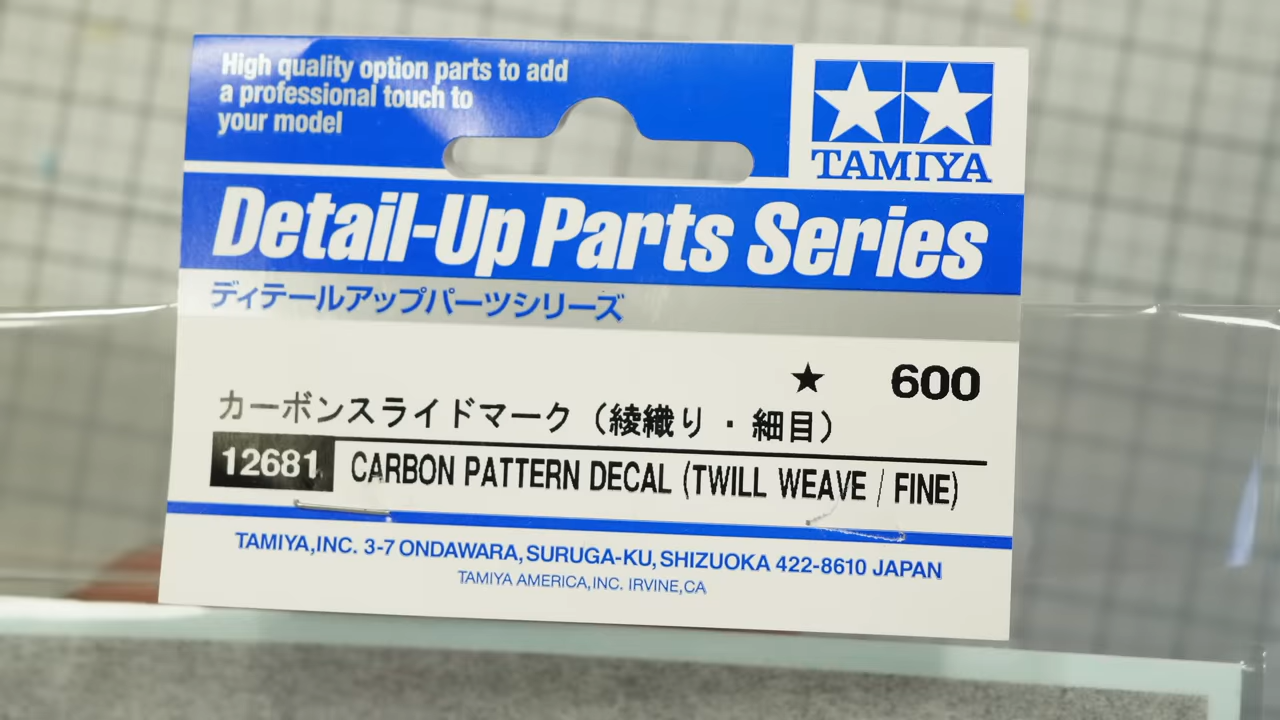 High quality option parts to add
a professional touch to
your model
TAMIYA
Detail-Up Parts Series
ディテールアップパーツシリーズ
★ 600
カーボンスライドマーク（綾織り・細目）
12681 CARBON PATTERN DECAL (TWILL WEAVE / FINE)
TAMIYA,INC. 3-7 ONDAWARA, SURUGA-KU, SHIZUOKA 422-8610 JAPAN
TAMIYA AMERICA,INC. IRVINE,CA